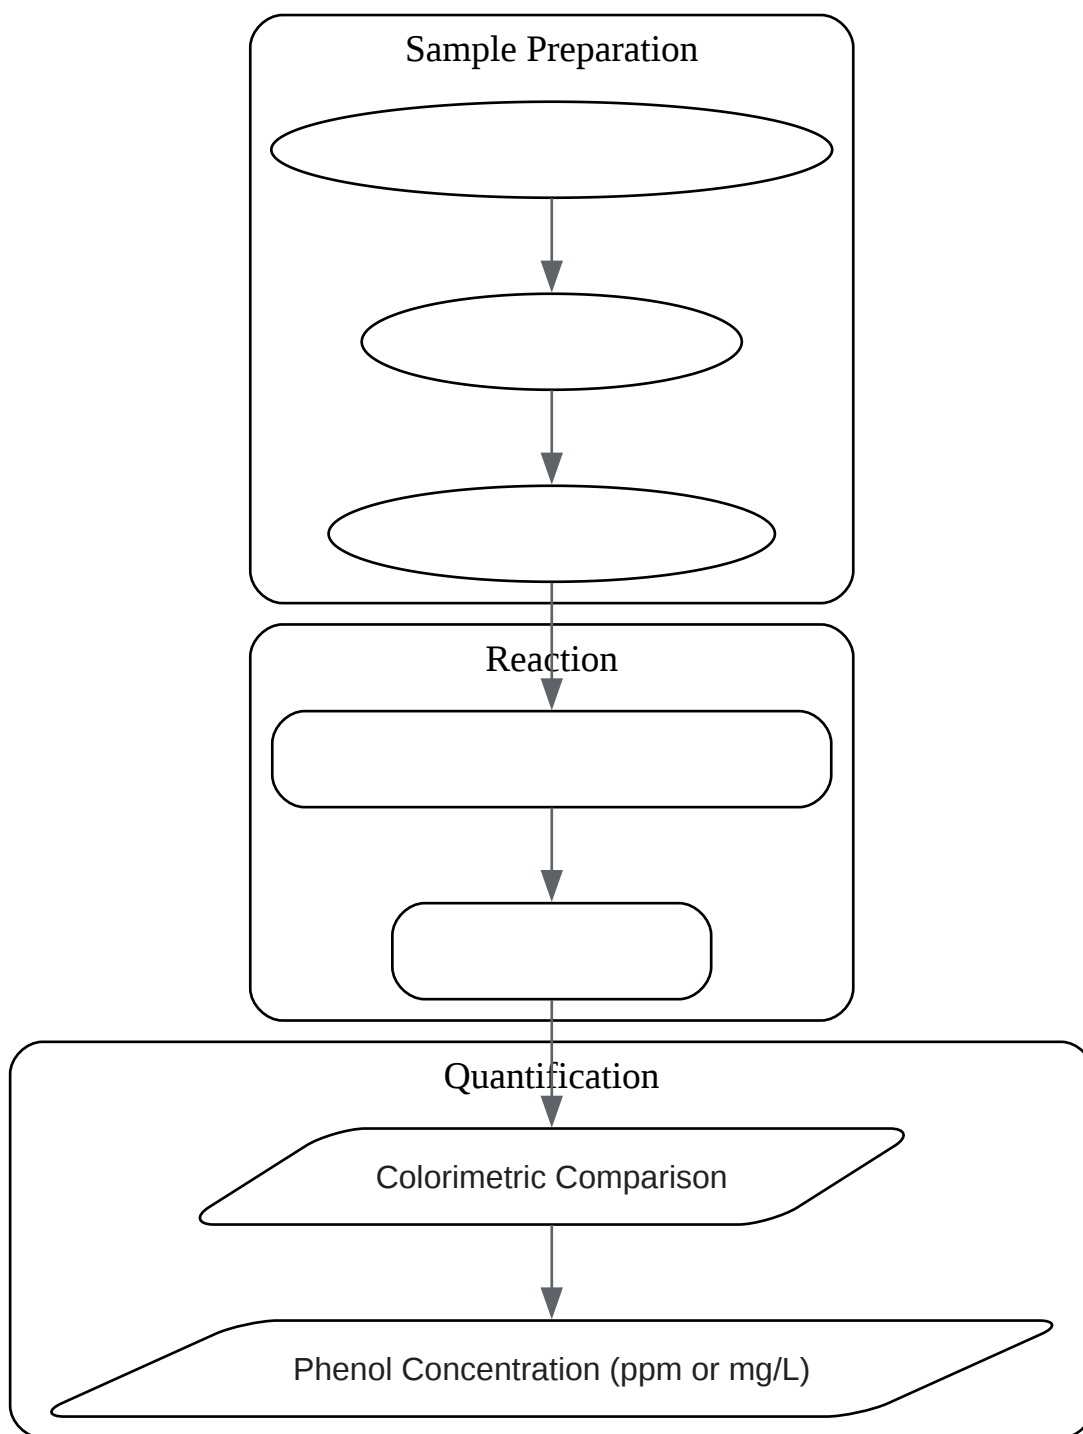 Sample Preparation
Reaction
Quantification
Colorimetric Comparison
Phenol Concentration (ppm or mg/L)